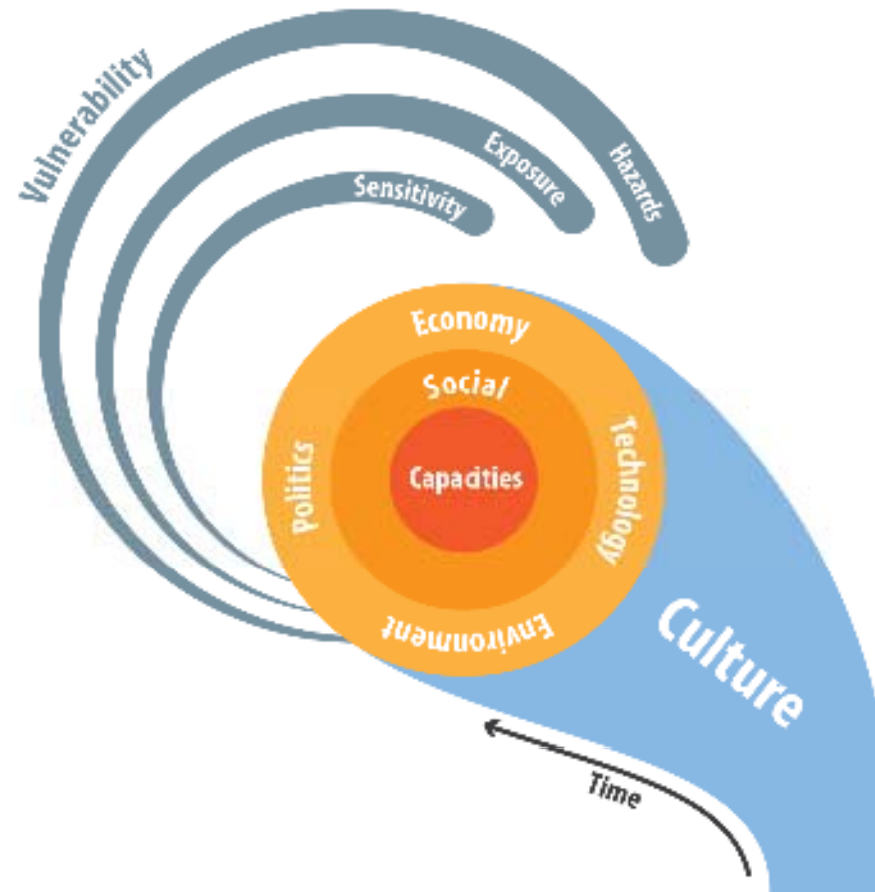 Vulnerability
Hazards
Exposure
Sensitivity
Economy
Social
Technology
Politics
Capacities
Environment
Culture
Time